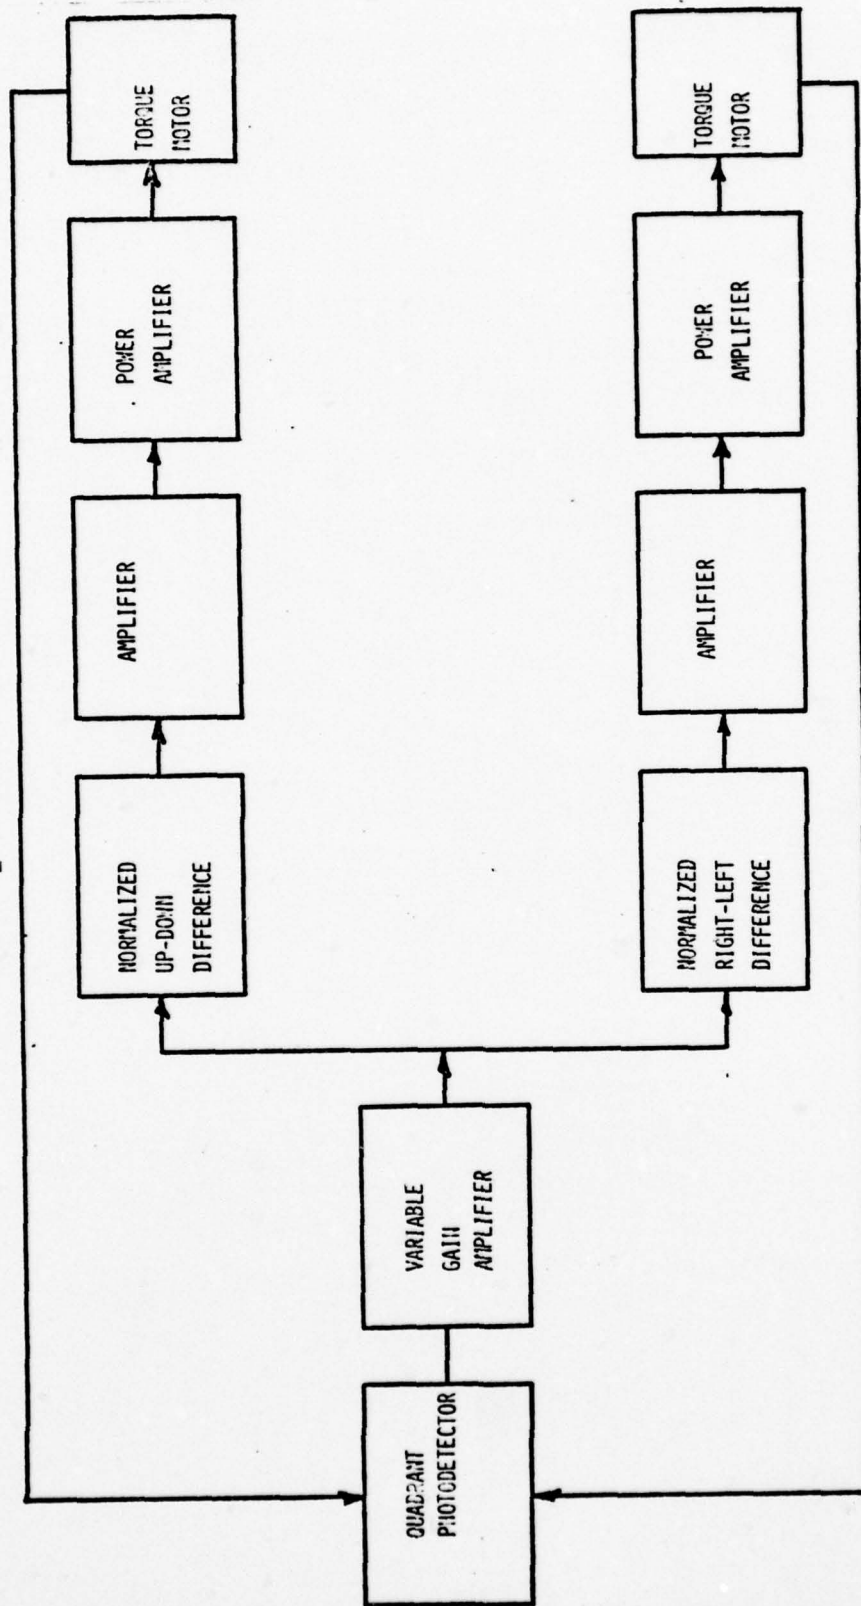 QUADRANT
PHOTODETECTOR
VARIABLE
GAIN
AMPLIFIER
NORMALIZED
UP-DOWN
DIFFERENCE
AMPLIFIER
POWER
AMPLIFIER
TORQUE
MOTOR
NORMALIZED
RIGHT-LEFT
DIFFERENCE
AMPLIFIER
POWER
AMPLIFIER
TORQUE
MOTOR